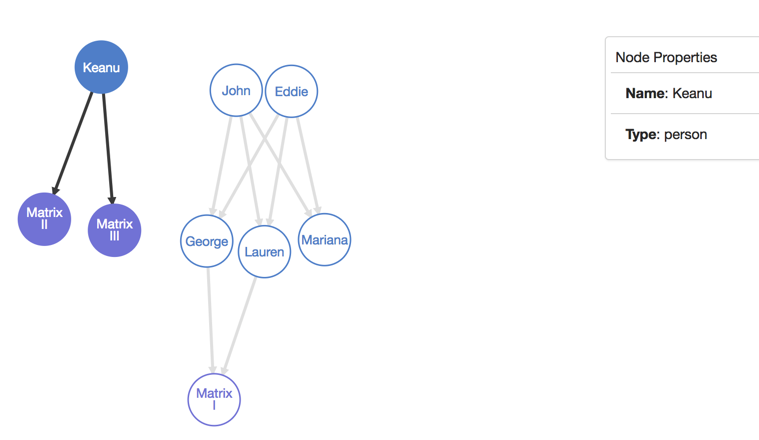 Keanu
John
Eddie
Node Properties
Name: Keanu
Type: person
Matrix
II
Matrix
III
George
Lauren
Mariana
Matrix
I